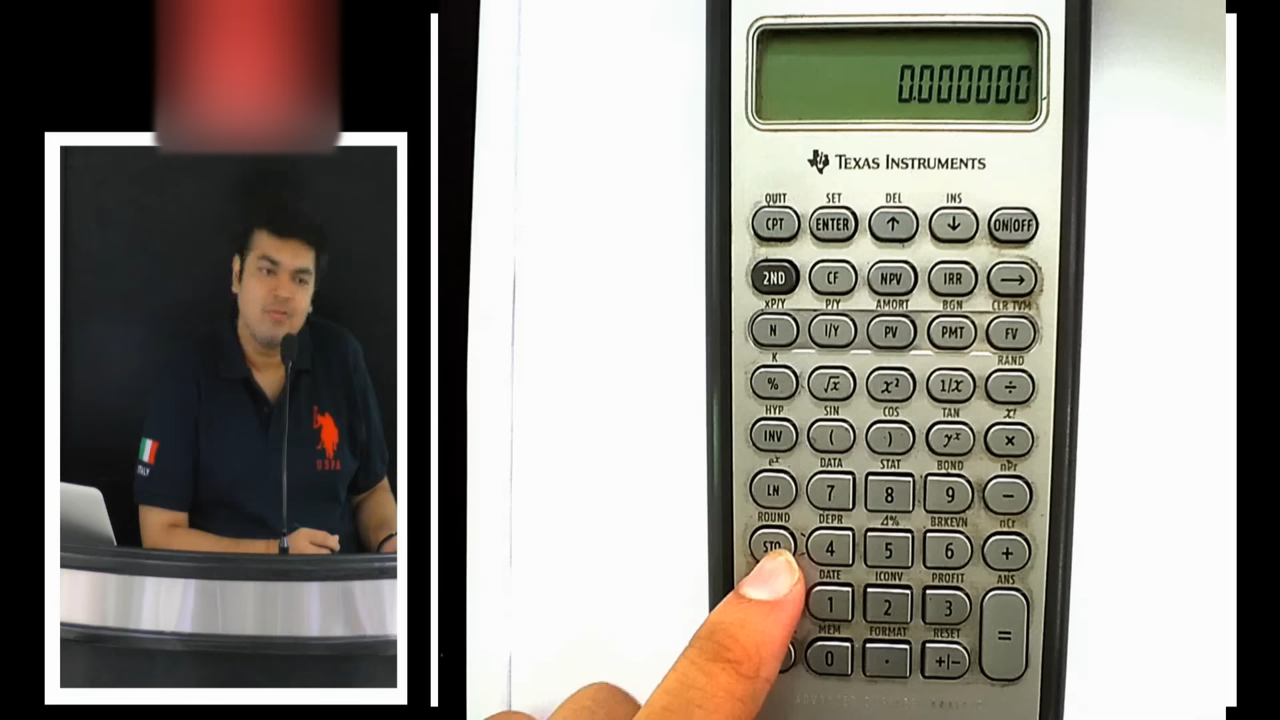 ITALY
USPA
0.000000
TEXAS INSTRUMENTS
QUIT SET DEL INS
CPT ENTER ↑ ↓ ON|OFF
2ND CF NPV IRR →
xP/Y P/Y AMORT BGN CLR TVM
N I/Y PV PMT FV
K RAND
% √x x² 1/X ÷
HYP SIN COS TAN x!
INV ( ) yˣ ×
eˣ DATA STAT BOND nPr
LN 7 8 9 −
ROUND DEPR Δ% BRKEVN nCr
STO 4 5 6 +
DATE ICONV PROFIT ANS
1 2 3 =
MEM FORMAT RESET
0 . +|−